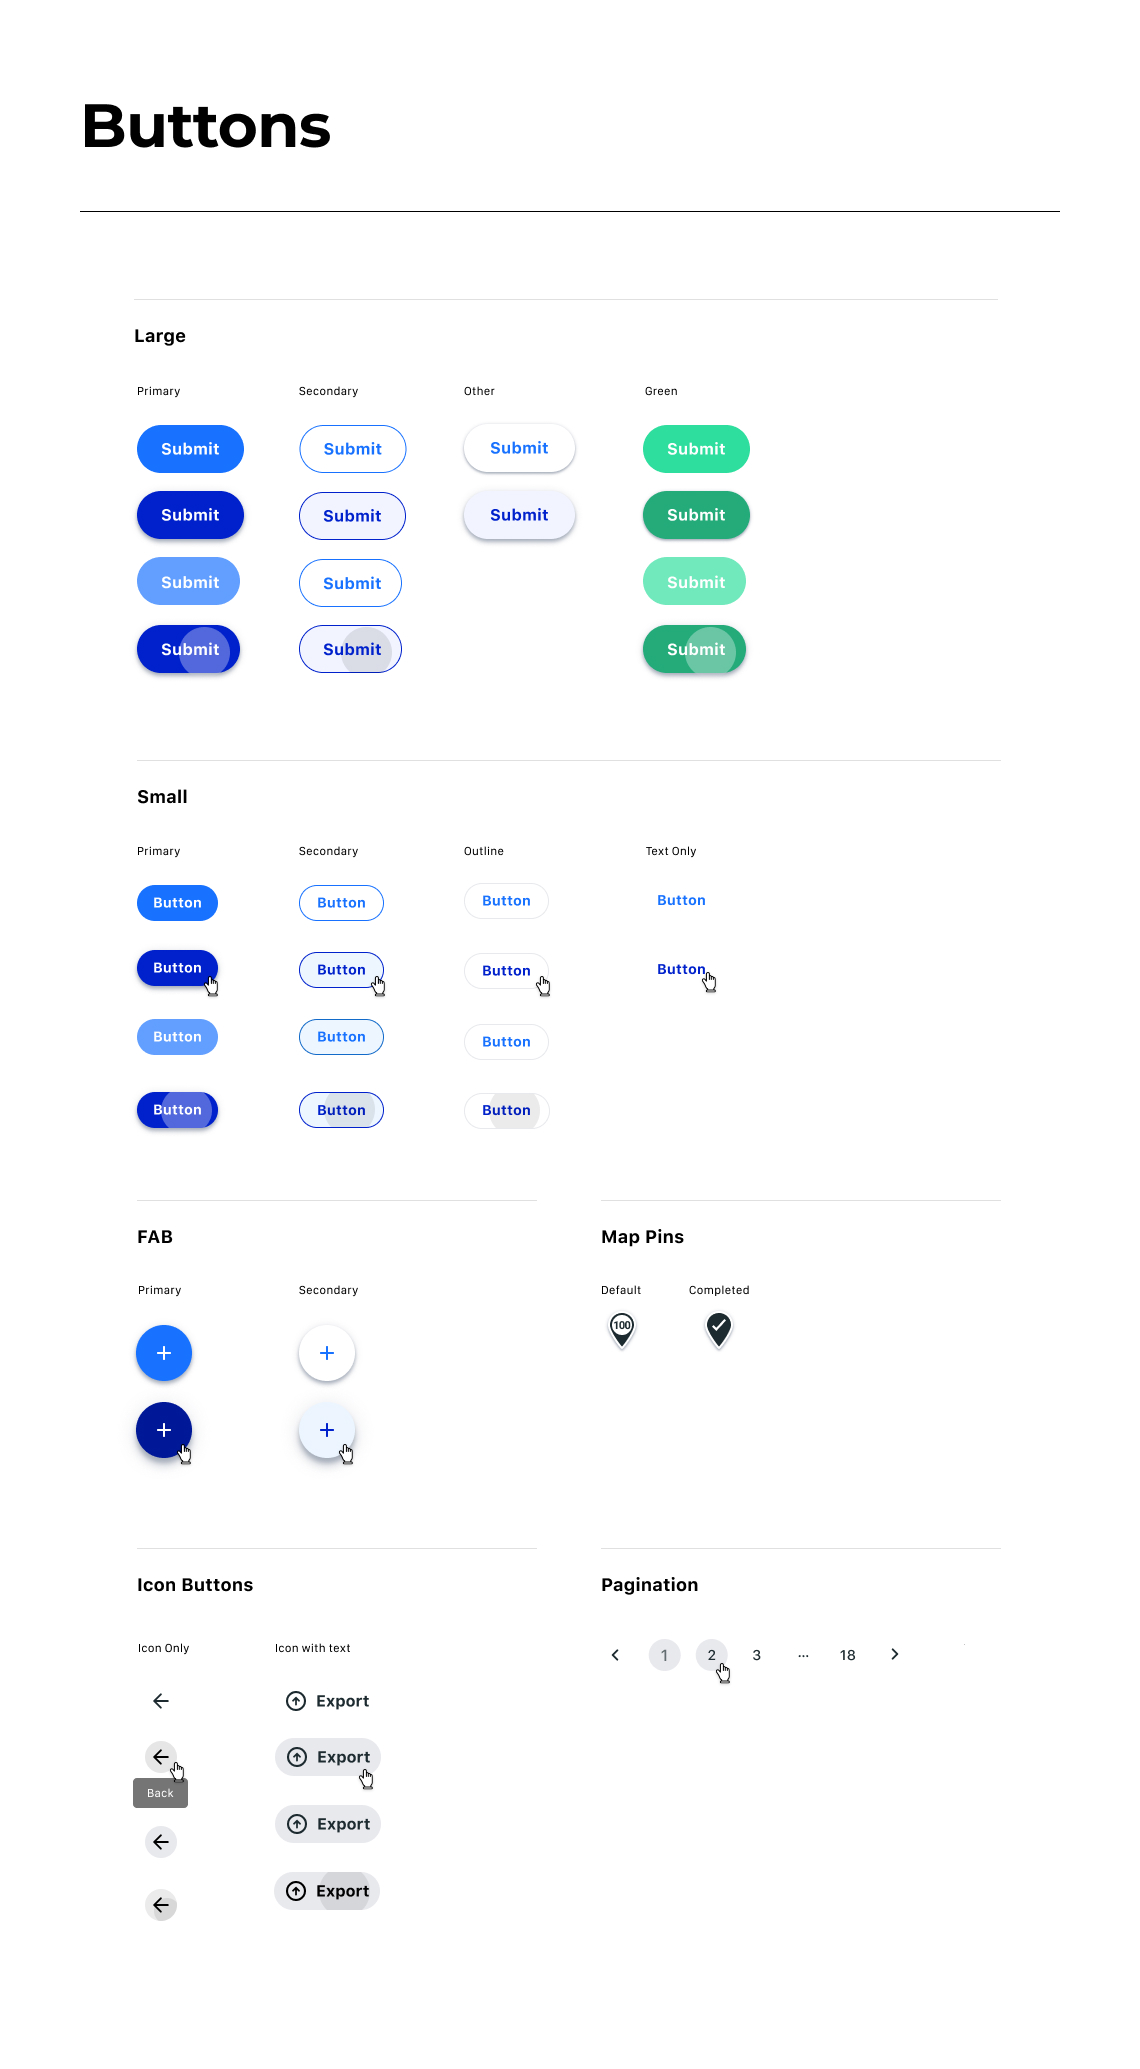 Buttons
Large
Primary Secondary Other Green
Submit Submit Submit Submit
Submit Submit Submit Submit
Submit Submit Submit
Submit Submit Submit
Small
Primary Secondary Outline Text Only
Button Button Button Button
Button Button Button Button
Button Button Button
Button Button Button
FAB
Primary Secondary
Map Pins
Default Completed
100
Icon Buttons
Icon Only Icon with text
Export
Export
Back
Export
Export
Pagination
1 2 3 ... 18